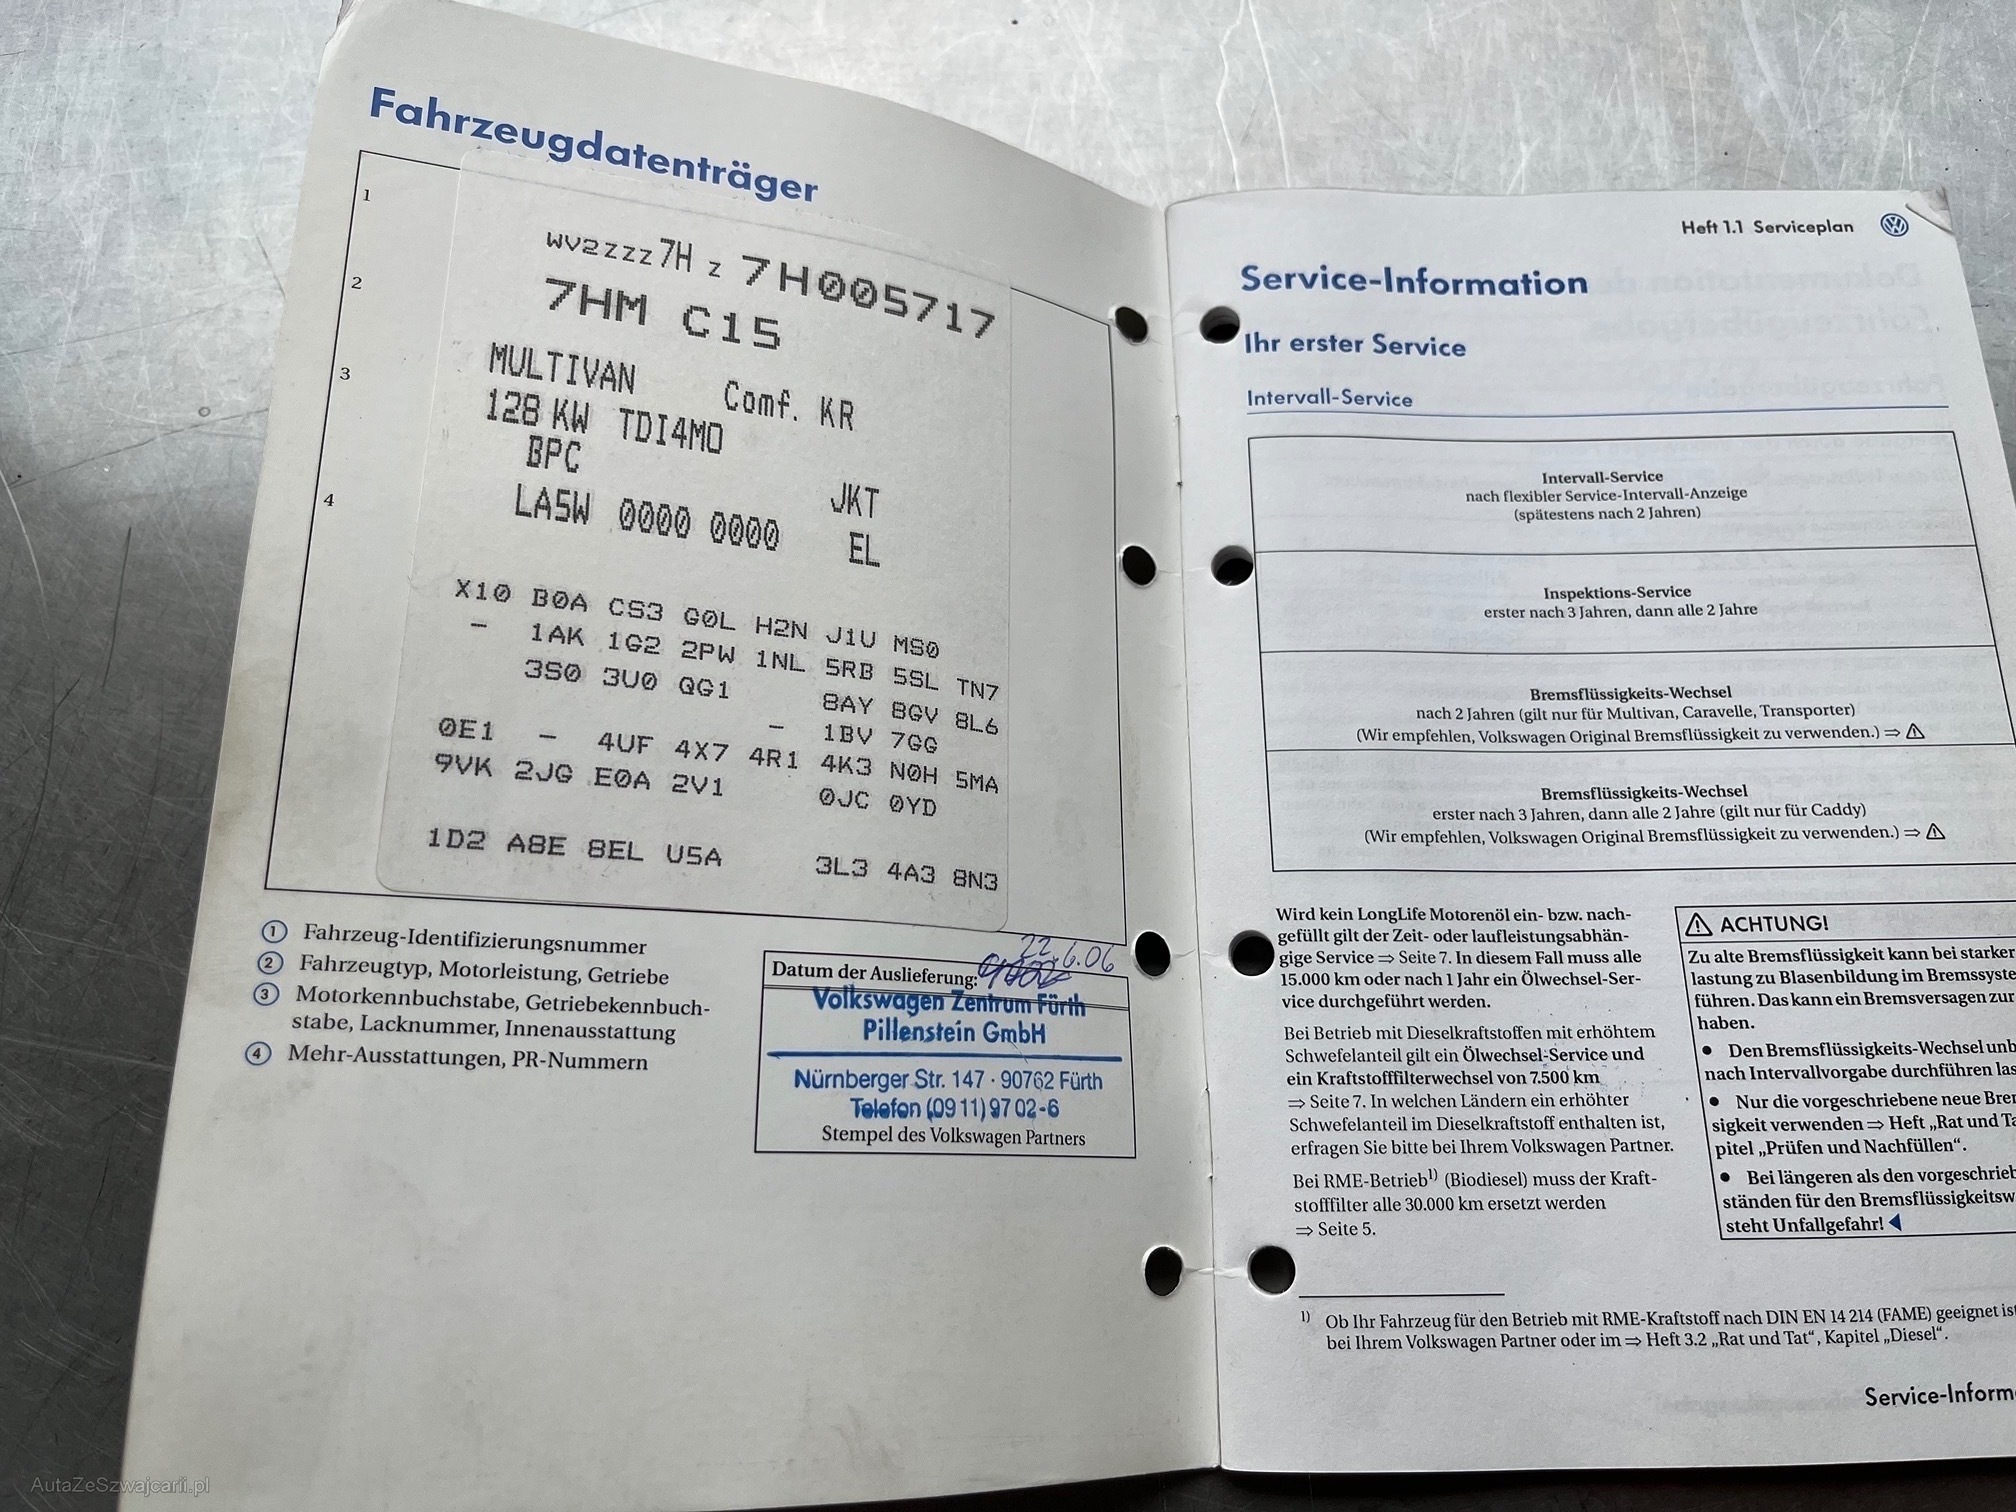 Fahrzeugdatenträger
1
WV2ZZZ7H Z 7H005717
2
7HM C15
3
MULTIVAN Comf. KR
128 KW TDI4MO
BPC JKT
4
LA5W 0000 0000 EL
X10 B0A CS3 G0L H2N J1U MS0
- 1AK 1G2 2PW 1NL 5RB 5SL TN7
3S0 3U0 QG1 8AY 8GV 8L6
- 1BV 7GG
0E1 - 4UF 4X7 4R1 4K3 N0H 5MA
9VK 2JG E0A 2V1 0JC 0YD
1D2 A8E 8EL U5A 3L3 4A3 8N3
1 Fahrzeug-Identifizierungsnummer
2 Fahrzeugtyp, Motorleistung, Getriebe
3 Motorkennbuchstabe, Getriebekennbuch-
stabe, Lacknummer, Innenausstattung
4 Mehr-Ausstattungen, PR-Nummern
22.6.06
Datum der Auslieferung:
Volkswagen Zentrum Fürth
Pillenstein GmbH
Nürnberger Str. 147 · 90762 Fürth
Telefon (09 11) 97 02-6
Stempel des Volkswagen Partners
Heft 1.1 Serviceplan
Service-Information
Ihr erster Service
Intervall-Service
Intervall-Service
nach flexibler Service-Intervall-Anzeige
(spätestens nach 2 Jahren)
Inspektions-Service
erster nach 3 Jahren, dann alle 2 Jahre
Bremsflüssigkeits-Wechsel
nach 2 Jahren (gilt nur für Multivan, Caravelle, Transporter)
(Wir empfehlen, Volkswagen Original Bremsflüssigkeit zu verwenden.) ⇒ ⚠
Bremsflüssigkeits-Wechsel
erster nach 3 Jahren, dann alle 2 Jahre (gilt nur für Caddy)
(Wir empfehlen, Volkswagen Original Bremsflüssigkeit zu verwenden.) ⇒ ⚠
Wird kein LongLife Motorenöl ein- bzw. nach-
gefüllt gilt der Zeit- oder laufleistungsabhän-
gige Service ⇒ Seite 7. In diesem Fall muss alle
15.000 km oder nach 1 Jahr ein Ölwechsel-Ser-
vice durchgeführt werden.
Bei Betrieb mit Dieselkraftstoffen mit erhöhtem
Schwefelanteil gilt ein Ölwechsel-Service und
ein Kraftstofffilterwechsel von 7.500 km
⇒ Seite 7. In welchen Ländern ein erhöhter
Schwefelanteil im Dieselkraftstoff enthalten ist,
erfragen Sie bitte bei Ihrem Volkswagen Partner.
Bei RME-Betrieb1) (Biodiesel) muss der Kraft-
stofffilter alle 30.000 km ersetzt werden
⇒ Seite 5.
⚠ ACHTUNG!
Zu alte Bremsflüssigkeit kann bei starker
lastung zu Blasenbildung im Bremssyste
führen. Das kann ein Bremsversagen zur
haben.
• Den Bremsflüssigkeits-Wechsel unb
nach Intervallvorgabe durchführen las
• Nur die vorgeschriebene neue Brem
sigkeit verwenden ⇒ Heft „Rat und Ta
pitel „Prüfen und Nachfüllen“.
• Bei längeren als den vorgeschrieb
ständen für den Bremsflüssigkeitsw
steht Unfallgefahr! ◀
1) Ob Ihr Fahrzeug für den Betrieb mit RME-Kraftstoff nach DIN EN 14 214 (FAME) geeignet ist
bei Ihrem Volkswagen Partner oder im ⇒ Heft 3.2 „Rat und Tat“, Kapitel „Diesel“.
Service-Inform
AutaZeSzwajcarii.pl